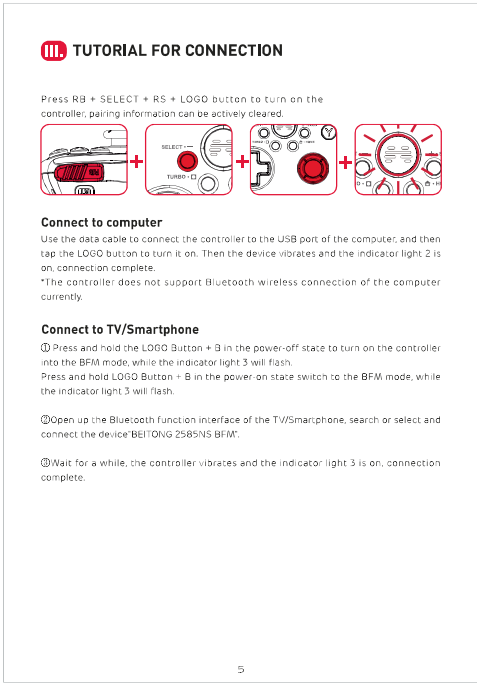 III. TUTORIAL FOR CONNECTION
Press RB + SELECT + RS + LOGO button to turn on the
controller, pairing information can be actively cleared.
SELECT
TURBO
+ + +
Connect to computer
Use the data cable to connect the controller to the USB port of the computer, and then
tap the LOGO button to turn it on. Then the device vibrates and the indicator light 2 is
on, connection complete.
*The controller does not support Bluetooth wireless connection of the computer
currently.
Connect to TV/Smartphone
① Press and hold the LOGO Button + B in the power-off state to turn on the controller
into the BFM mode, while the indicator light 3 will flash.
Press and hold LOGO Button + B in the power-on state switch to the BFM mode, while
the indicator light 3 will flash.
②Open up the Bluetooth function interface of the TV/Smartphone, search or select and
connect the device"BEITONG 2585NS BFM".
③Wait for a while, the controller vibrates and the indicator light 3 is on, connection
complete.
5